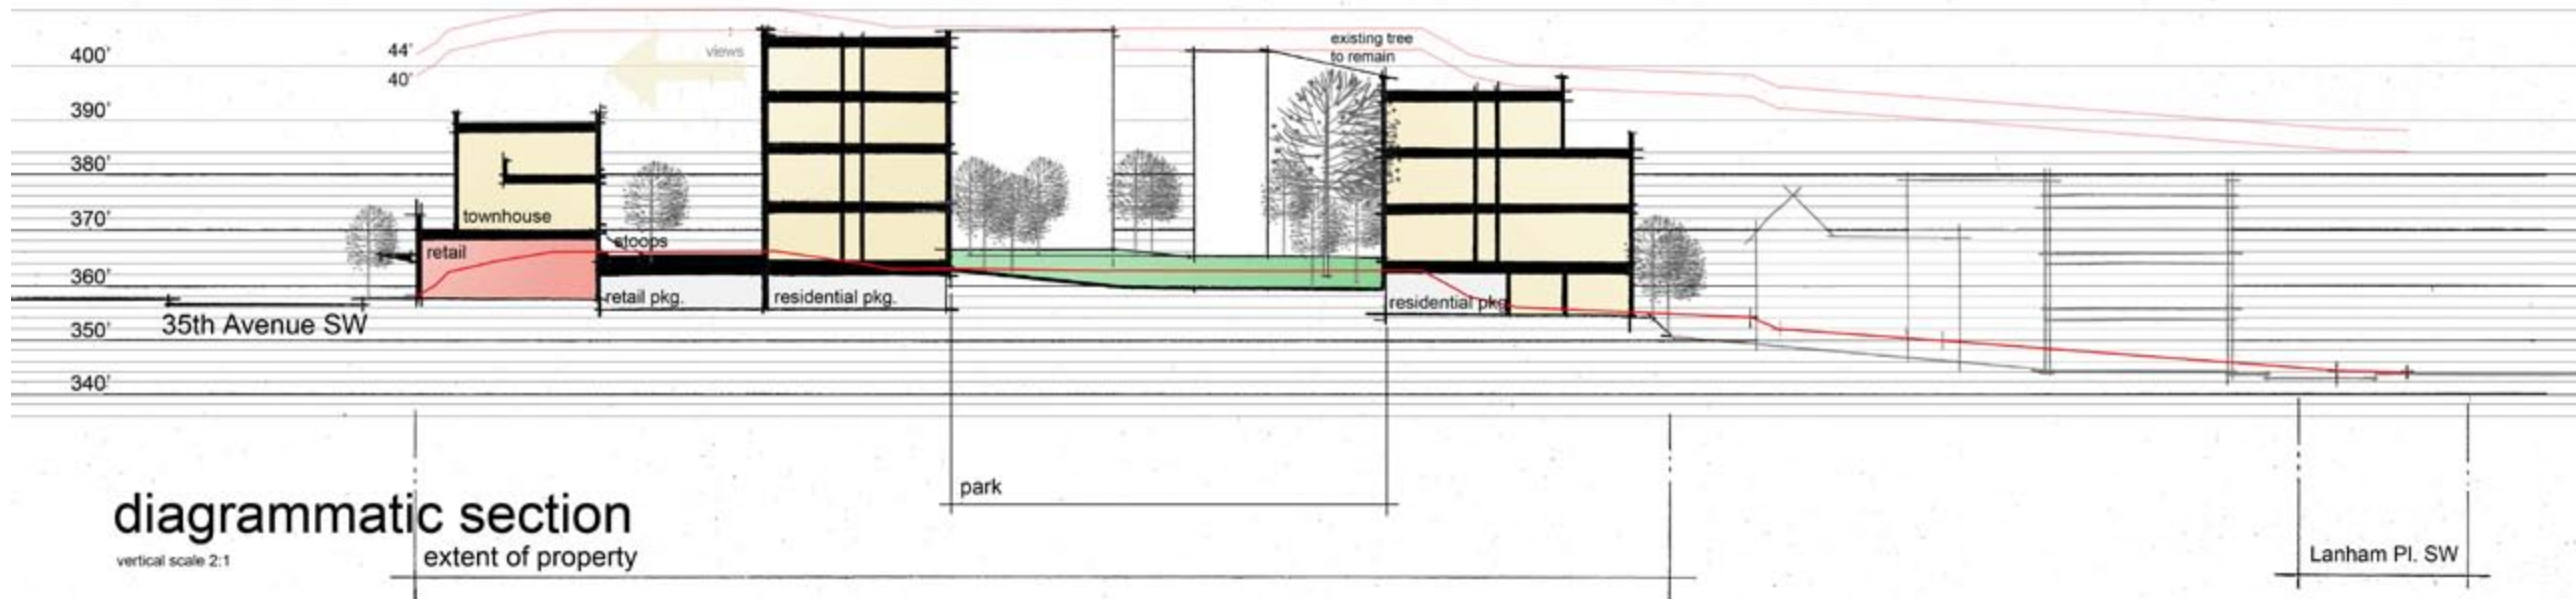 44'
40'
400'
390'
380'
370'
360'
350'
340'
views
existing tree
to remain
townhouse
retail
stoops
retail pkg.
residential pkg.
residential pkg
35th Avenue SW
park
diagrammatic section
vertical scale 2:1
extent of property
Lanham Pl. SW